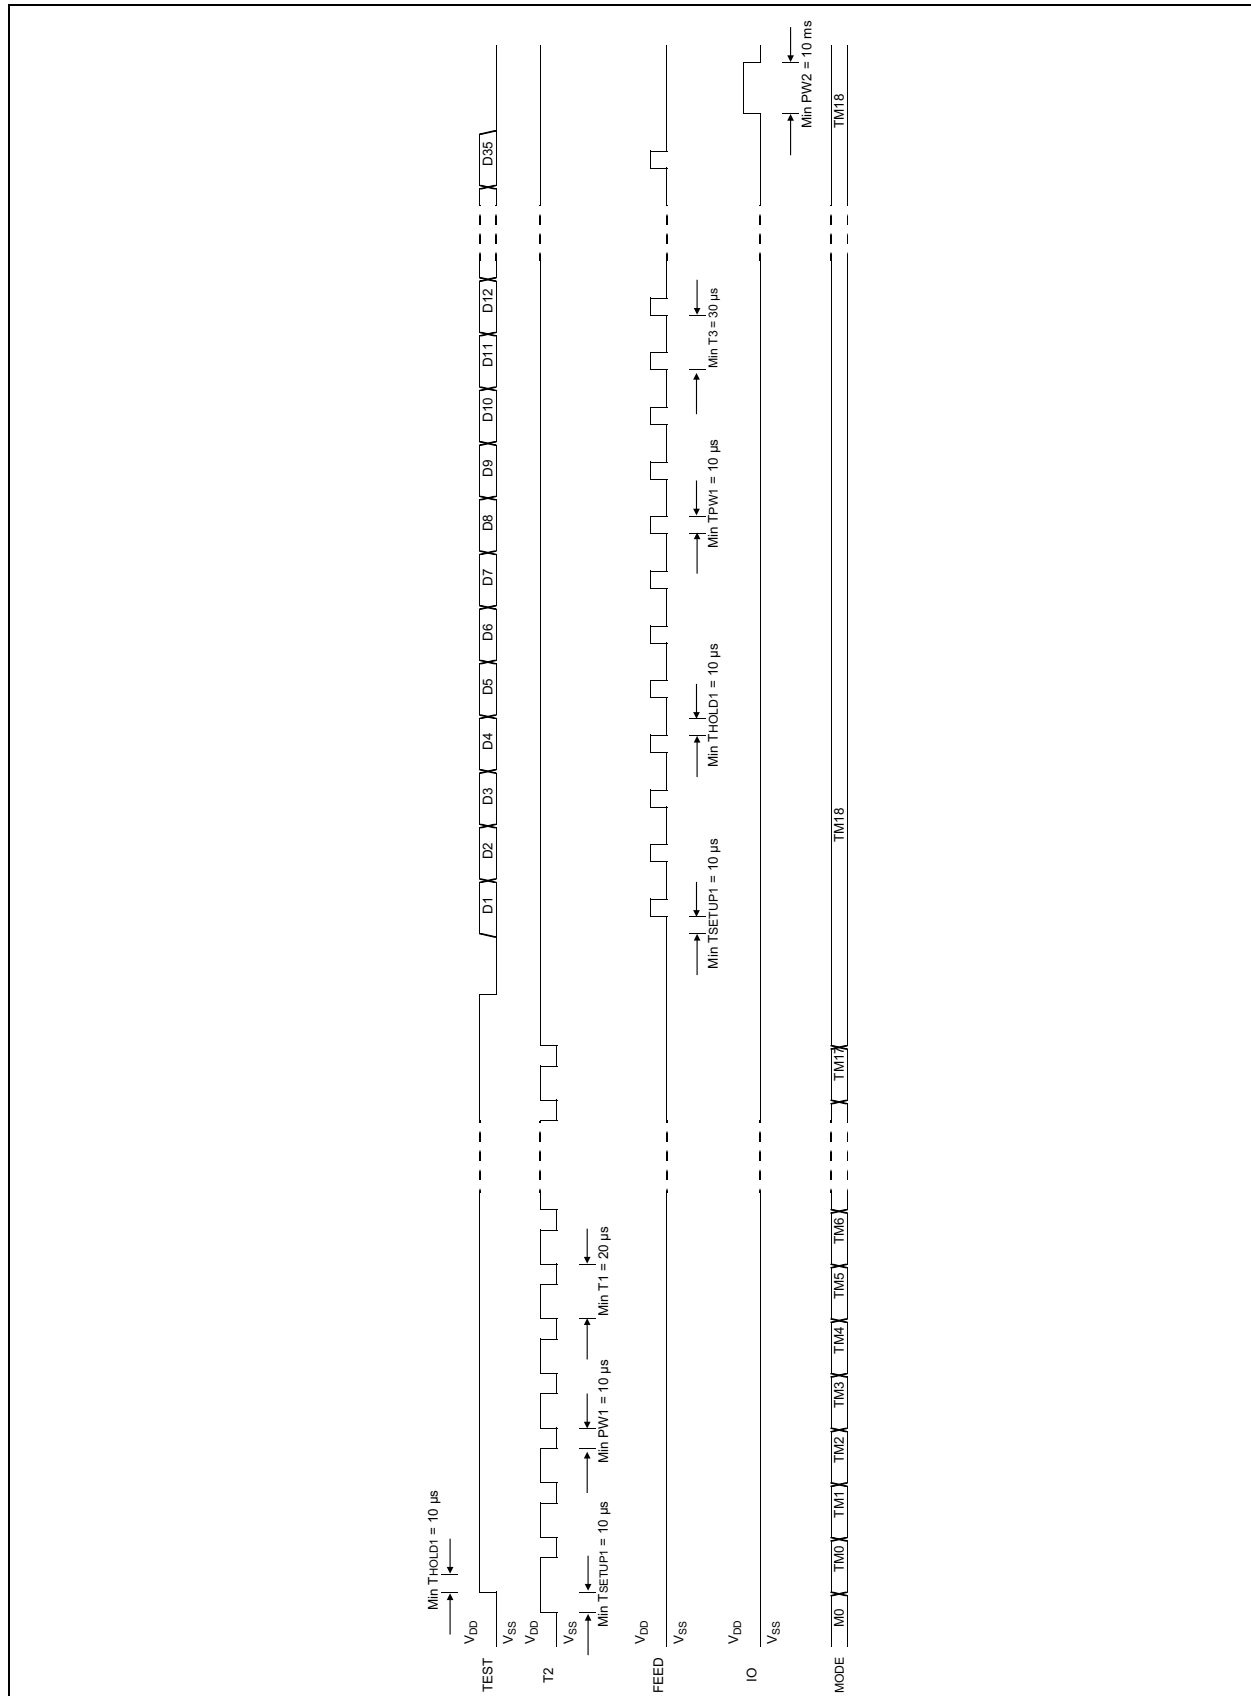 TEST
VDD
VSS
Min THOLD1 = 10 µs
D1
D2
D3
D4
D5
D6
D7
D8
D9
D10
D11
D12
D35
T2
VDD
VSS
Min TSETUP1 = 10 µs
Min PW1 = 10 µs
Min T1 = 20 µs
FEED
VDD
VSS
Min TSETUP1 = 10 µs
Min THOLD1 = 10 µs
Min TPW1 = 10 µs
Min T3 = 30 µs
IO
VDD
VSS
Min PW2 = 10 ms
MODE
M0
TM0
TM1
TM2
TM3
TM4
TM5
TM6
TM17
TM18
TM18